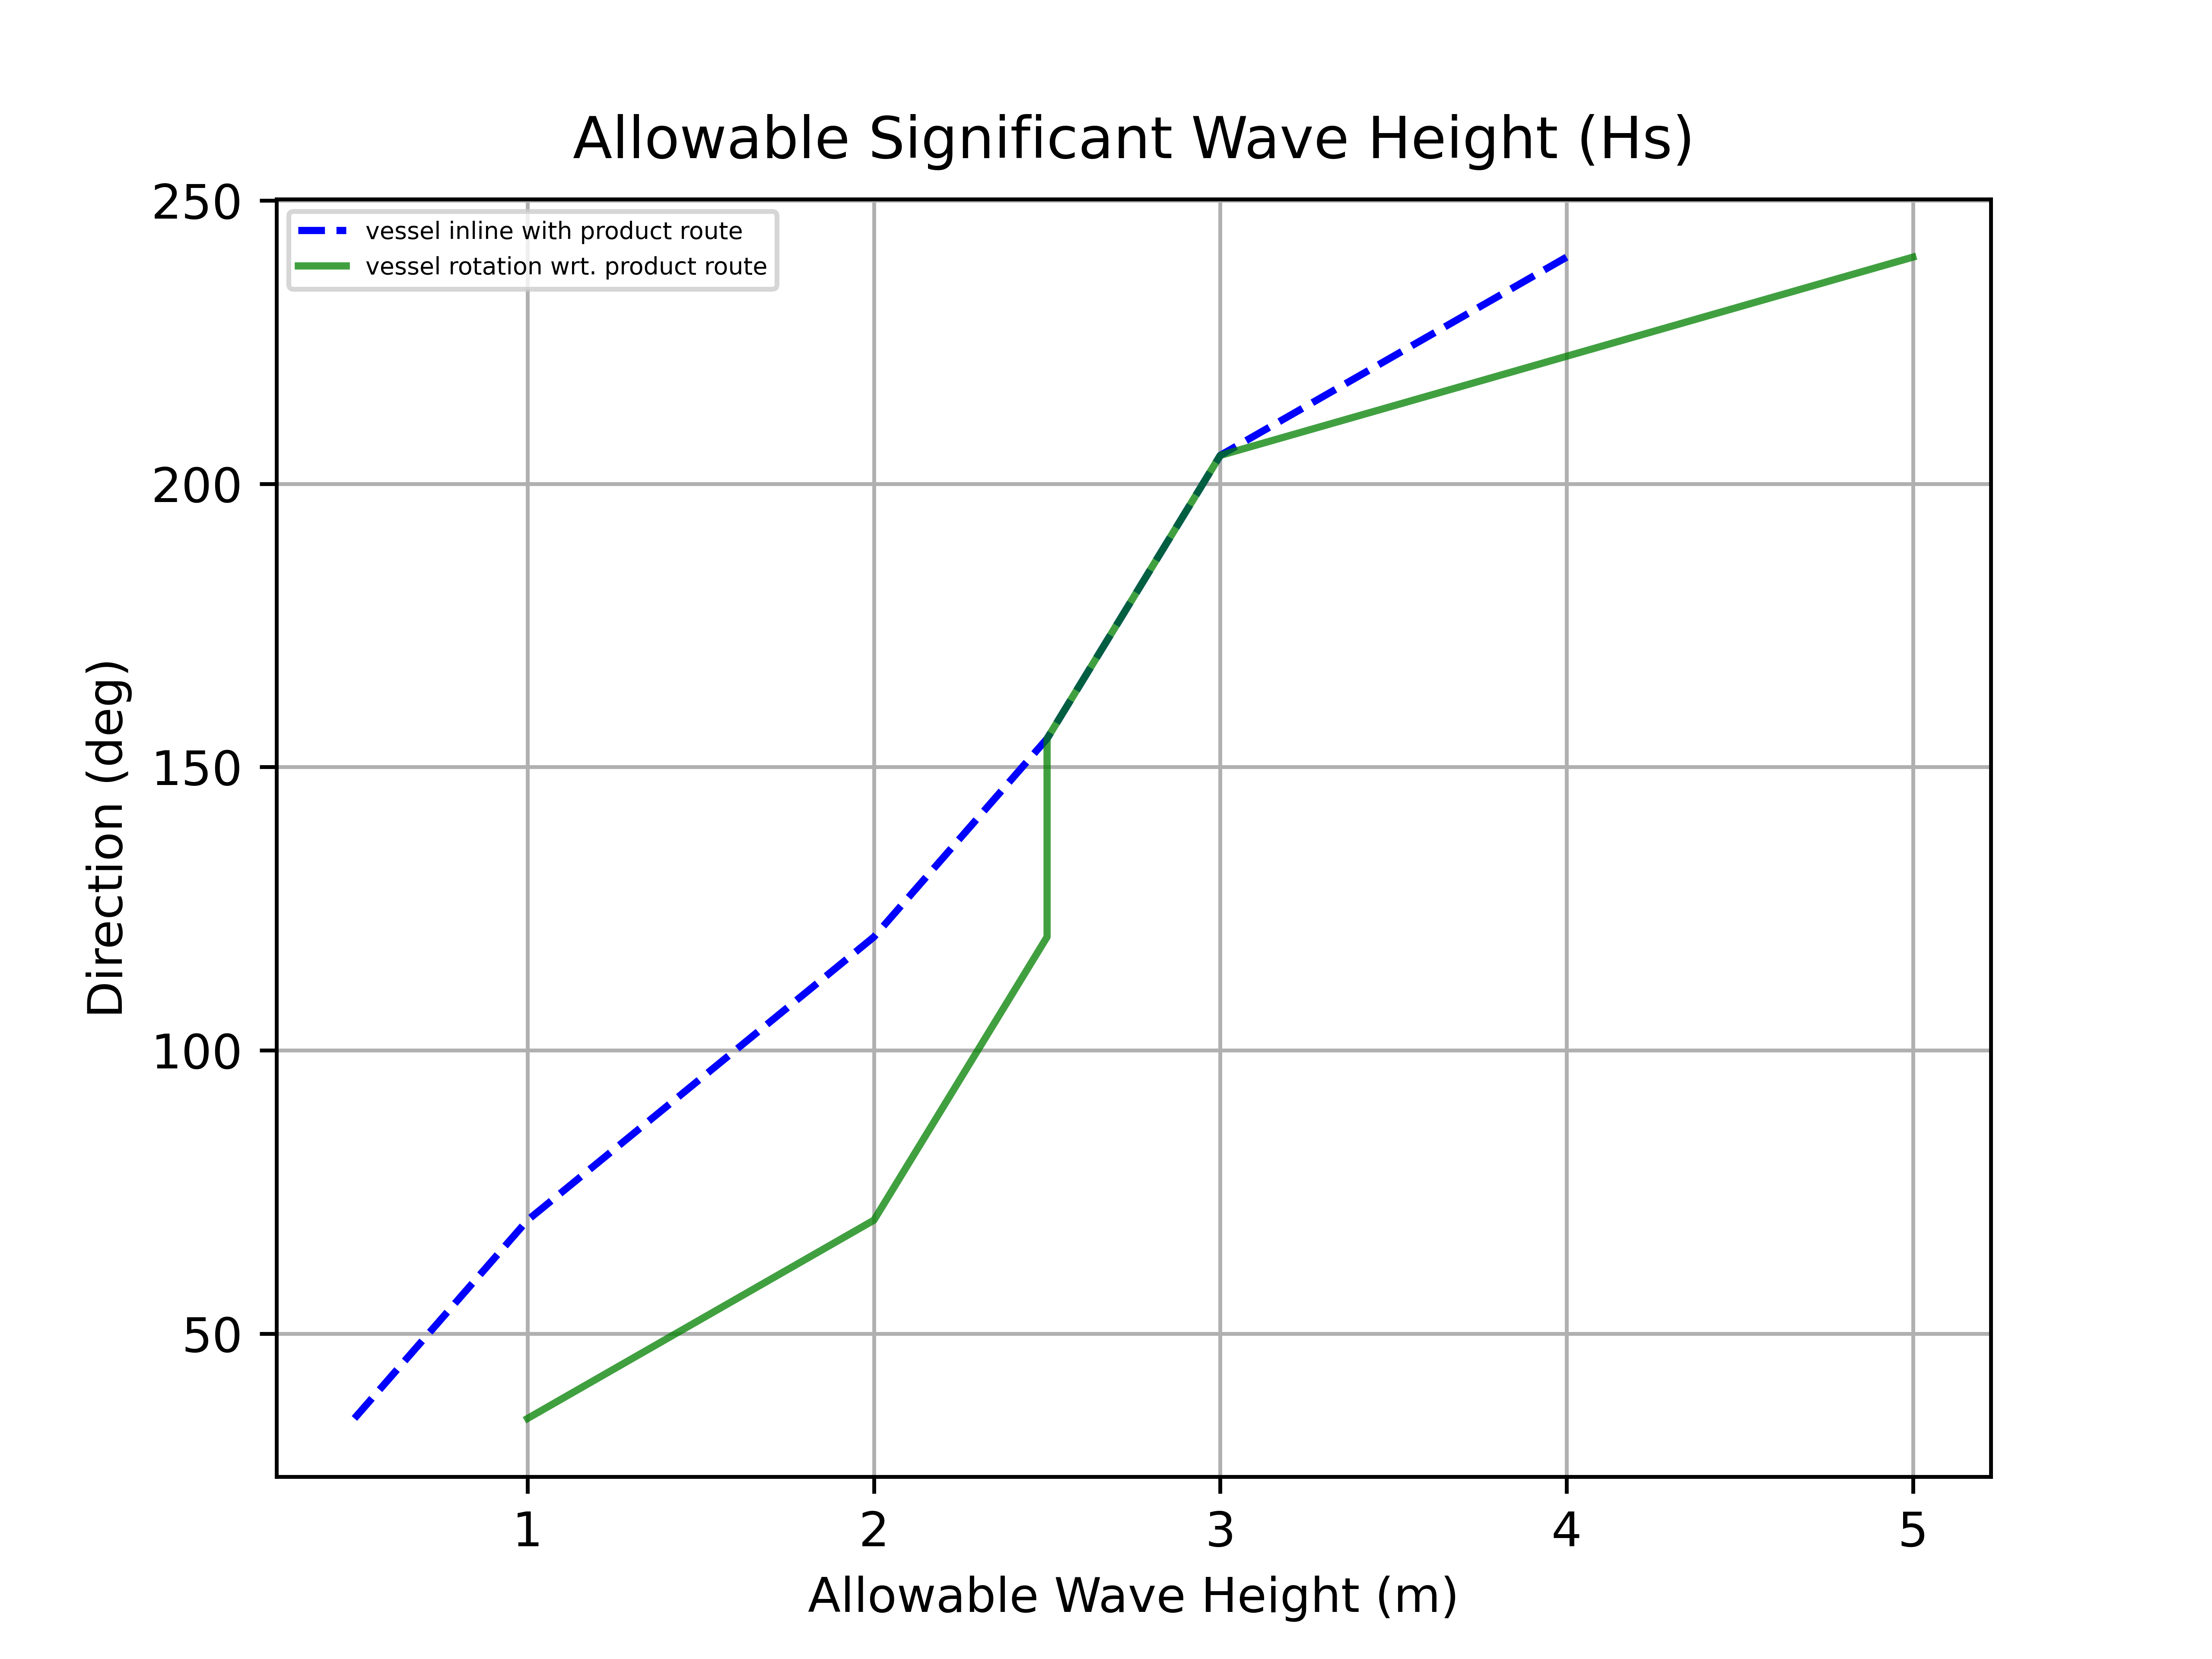 Allowable Significant Wave Height (Hs)
250
vessel inline with product route
vessel rotation wrt. product route
200
150
100
50
Direction (deg)
1 2 3 4 5
Allowable Wave Height (m)